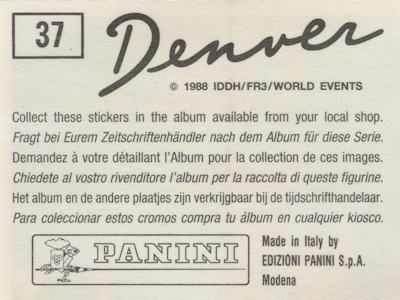 37
Denver
© 1988 IDDH/FR3/WORLD EVENTS
Collect these stickers in the album available from your local shop.
Fragt bei Eurem Zeitschriftenhändler nach dem Album für diese Serie.
Demandez à votre détaillant l'Album pour la collection de ces images.
Chiedete al vostro rivenditore l'album per la raccolta di queste figurine.
Het album en de andere plaatjes zijn verkrijgbaar bij de tijdschrifthandelaar.
Para coleccionar estos cromos compra tu álbum en cualquier kiosco.
PANINI
Made in Italy by
EDIZIONI PANINI S.p.A.
Modena